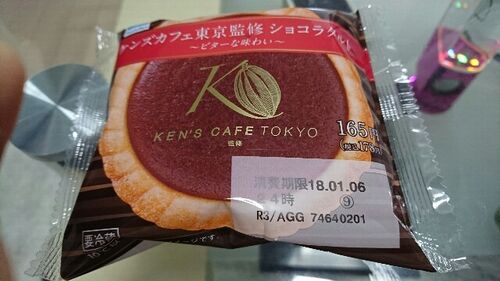 ケンズカフェ東京監修 ショコラタルト
〜ビターな味わい〜
KEN'S CAFE TOKYO
監修
165円
(税込178円)
消費期限18.01.06
4時 ⑨
R3/AGG 74640201
要冷蔵